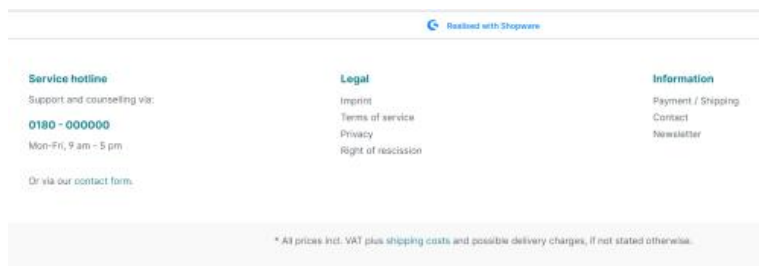 Realised with Shopware
Service hotline
Support and counselling via:
0180 - 000000
Mon-Fri, 9 am - 5 pm
Or via our contact form.
Legal
Imprint
Terms of service
Privacy
Right of rescission
Information
Payment / Shipping
Contact
Newsletter
* All prices incl. VAT plus shipping costs and possible delivery charges, if not stated otherwise.